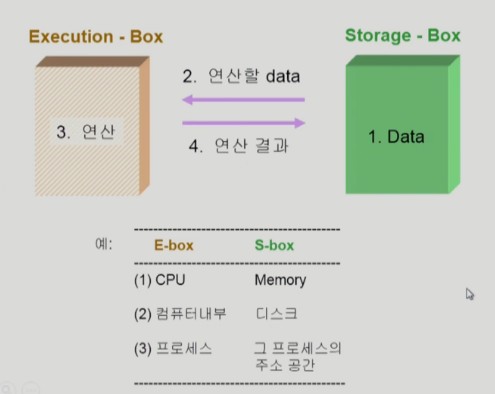 Execution - Box
Storage - Box
2. 연산할 data
3. 연산
1. Data
4. 연산 결과
예:
E-box S-box
(1) CPU Memory
(2) 컴퓨터내부 디스크
(3) 프로세스 그 프로세스의
주소 공간